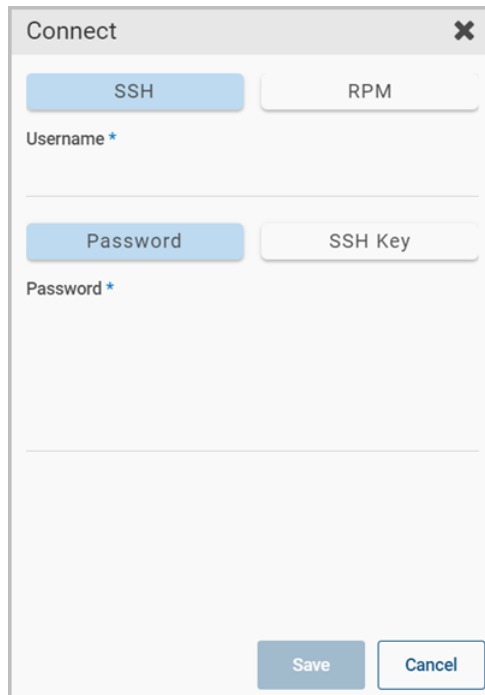 Connect
SSH RPM
Username *
Password SSH Key
Password *
Save Cancel